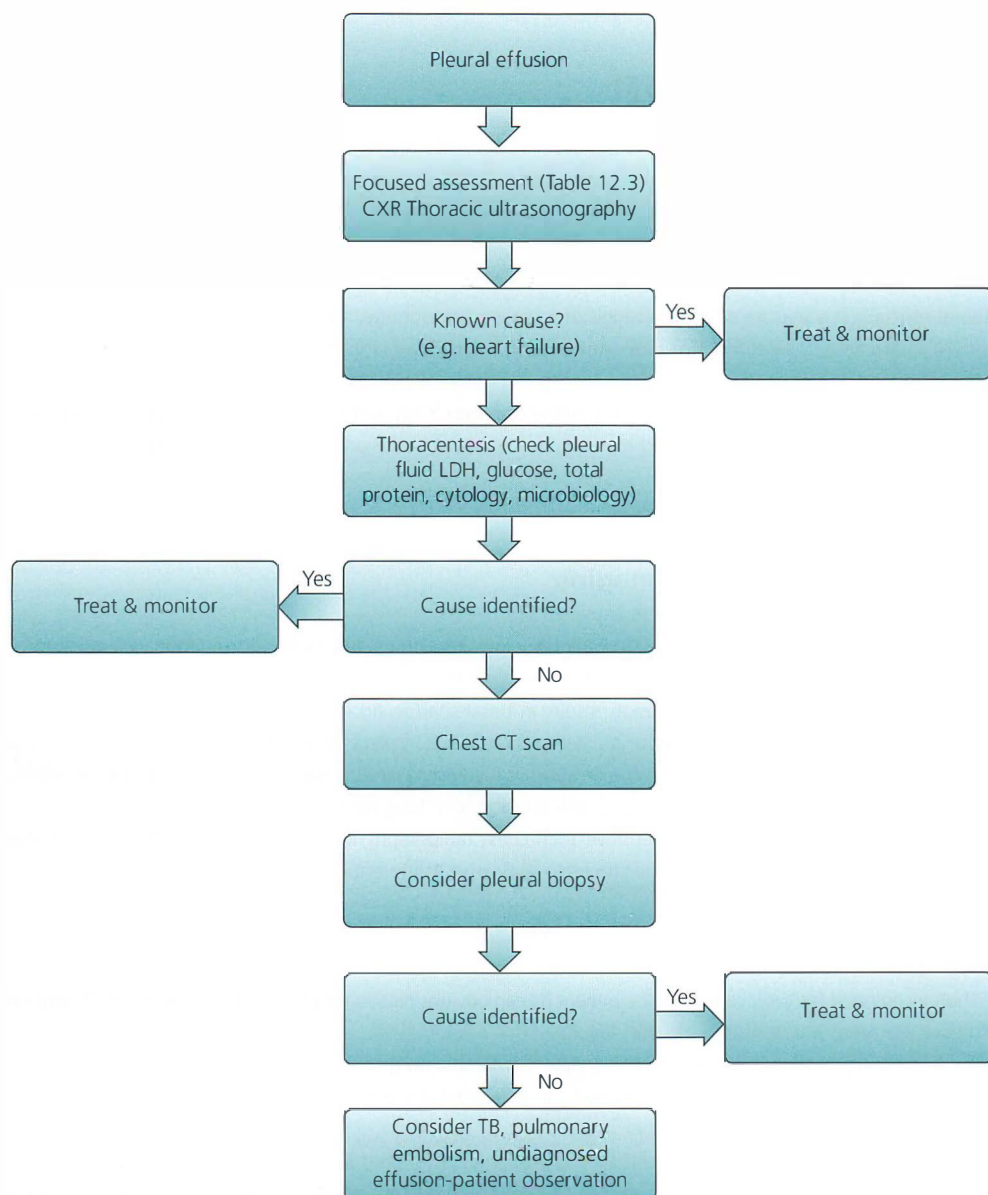 Pleural effusion
Focused assessment (Table 12.3)
CXR Thoracic ultrasonography
Known cause?
(e.g. heart failure)
Yes
Treat & monitor
Thoracentesis (check pleural
fluid LDH, glucose, total
protein, cytology, microbiology)
Cause identified?
Yes
Treat & monitor
No
Chest CT scan
Consider pleural biopsy
Cause identified?
Yes
Treat & monitor
No
Consider TB, pulmonary
embolism, undiagnosed
effusion-patient observation